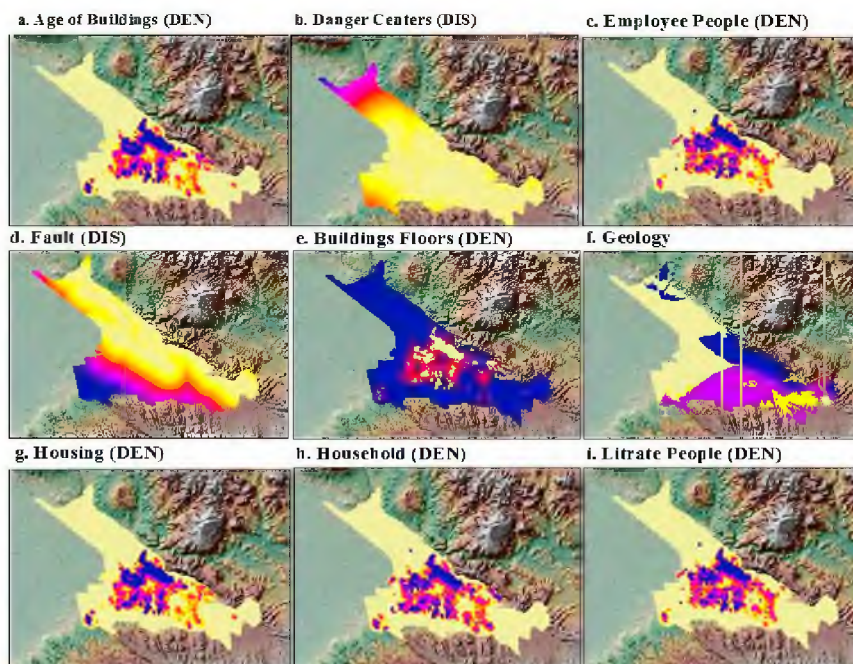 a. Age of Buildings (DEN)
b. Danger Centers (DIS)
c. Employee People (DEN)
d. Fault (DIS)
e. Buildings Floors (DEN)
f. Geology
g. Housing (DEN)
h. Household (DEN)
i. Litrate People (DEN)